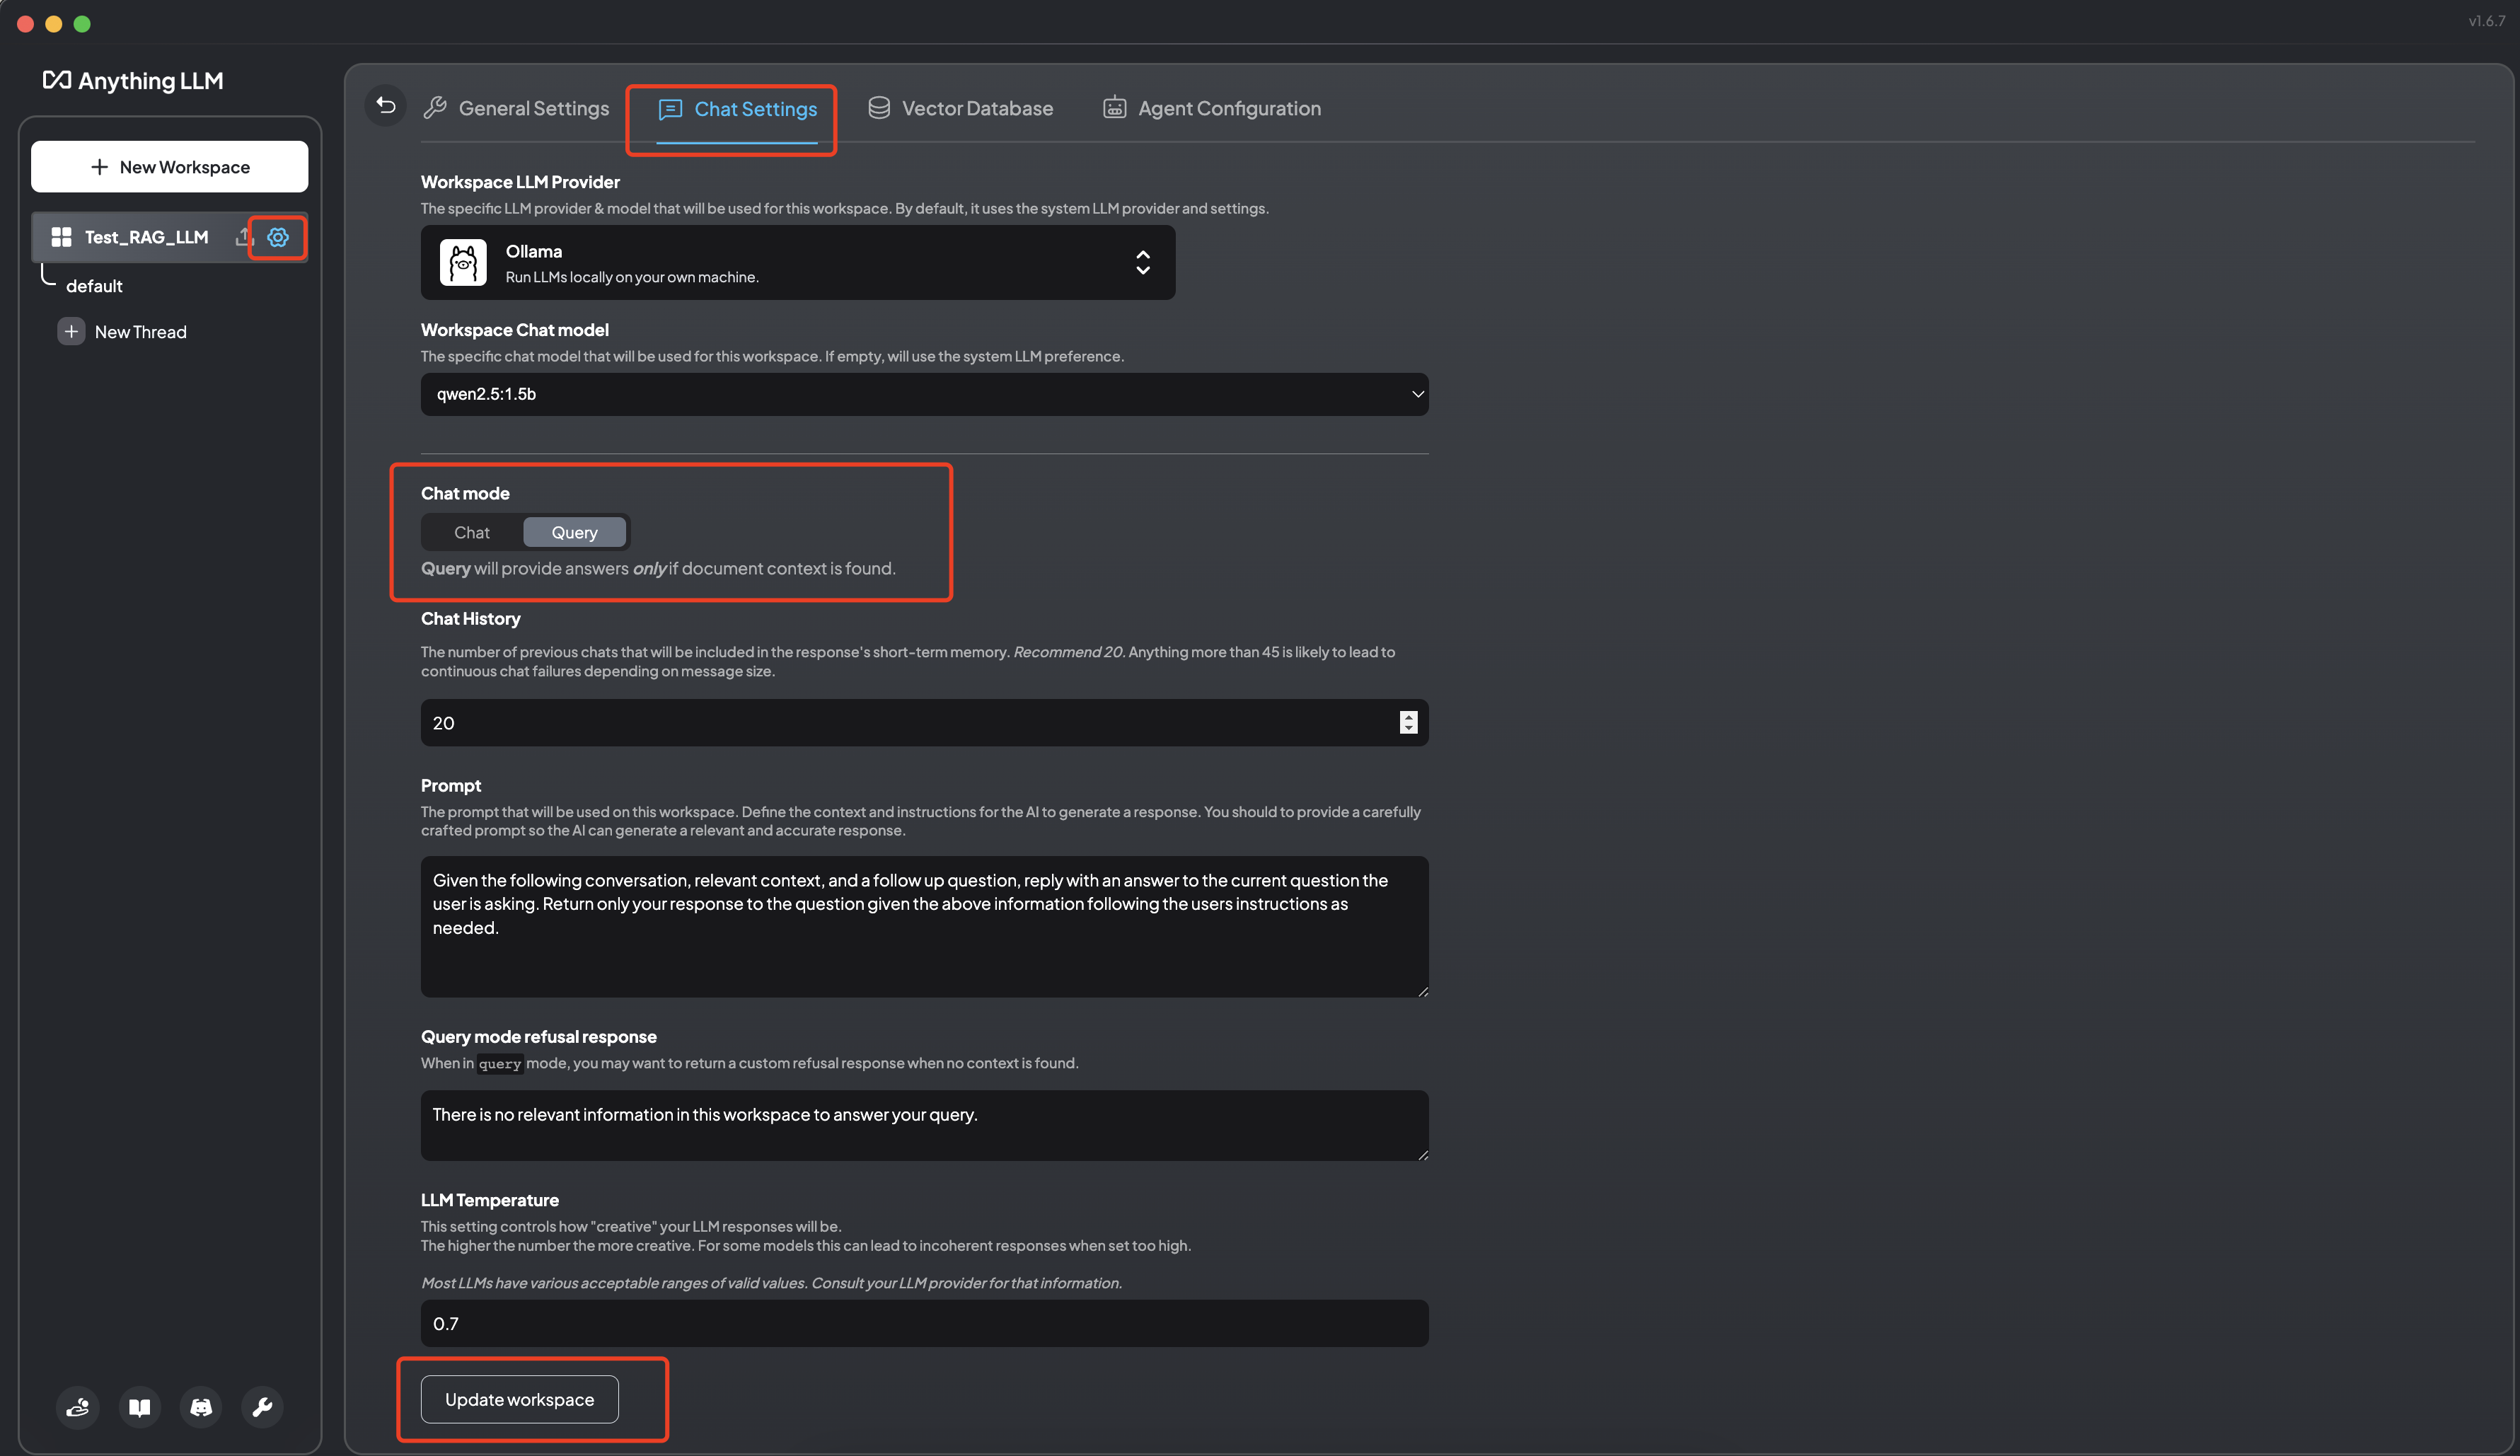 v1.6.7
Anything LLM
New Workspace
Test_RAG_LLM
default
New Thread
General Settings
Chat Settings
Vector Database
Agent Configuration
Workspace LLM Provider
The specific LLM provider & model that will be used for this workspace. By default, it uses the system LLM provider and settings.
Ollama
Run LLMs locally on your own machine.
Workspace Chat model
The specific chat model that will be used for this workspace. If empty, will use the system LLM preference.
qwen2.5:1.5b
Chat mode
Chat
Query
Query will provide answers only if document context is found.
Chat History
The number of previous chats that will be included in the response's short-term memory. Recommend 20. Anything more than 45 is likely to lead to
continuous chat failures depending on message size.
20
Prompt
The prompt that will be used on this workspace. Define the context and instructions for the AI to generate a response. You should to provide a carefully
crafted prompt so the AI can generate a relevant and accurate response.
Given the following conversation, relevant context, and a follow up question, reply with an answer to the current question the
user is asking. Return only your response to the question given the above information following the users instructions as
needed.
Query mode refusal response
When in query mode, you may want to return a custom refusal response when no context is found.
There is no relevant information in this workspace to answer your query.
LLM Temperature
This setting controls how "creative" your LLM responses will be.
The higher the number the more creative. For some models this can lead to incoherent responses when set too high.
Most LLMs have various acceptable ranges of valid values. Consult your LLM provider for that information.
0.7
Update workspace